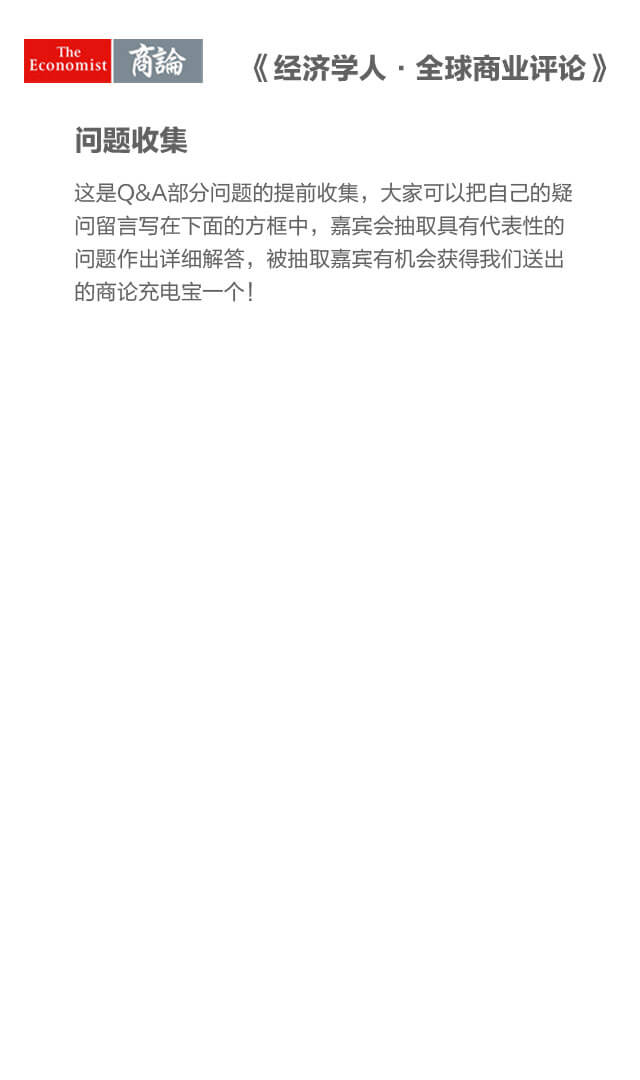 The
Economist
商論
《经济学人·全球商业评论》
问题收集
这是Q&A部分问题的提前收集，大家可以把自己的疑
问留言写在下面的方框中，嘉宾会抽取具有代表性的
问题作出详细解答，被抽取嘉宾有机会获得我们送出
的商论充电宝一个！